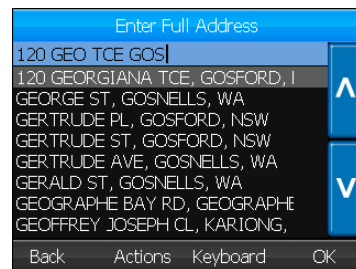 Enter Full Address
120 GEO TCE GOS
120 GEORGIANA TCE, GOSFORD,
GEORGE ST, GOSNELLS, WA
GERTRUDE PL, GOSFORD, NSW
GERTRUDE ST, GOSFORD, NSW
GERTRUDE AVE, GOSNELLS, WA
GERALD ST, GOSNELLS, WA
GEOGRAPHE BAY RD, GEOGRAPHE
GEOFFREY JOSEPH CL, KARIONG,
Back Actions Keyboard OK